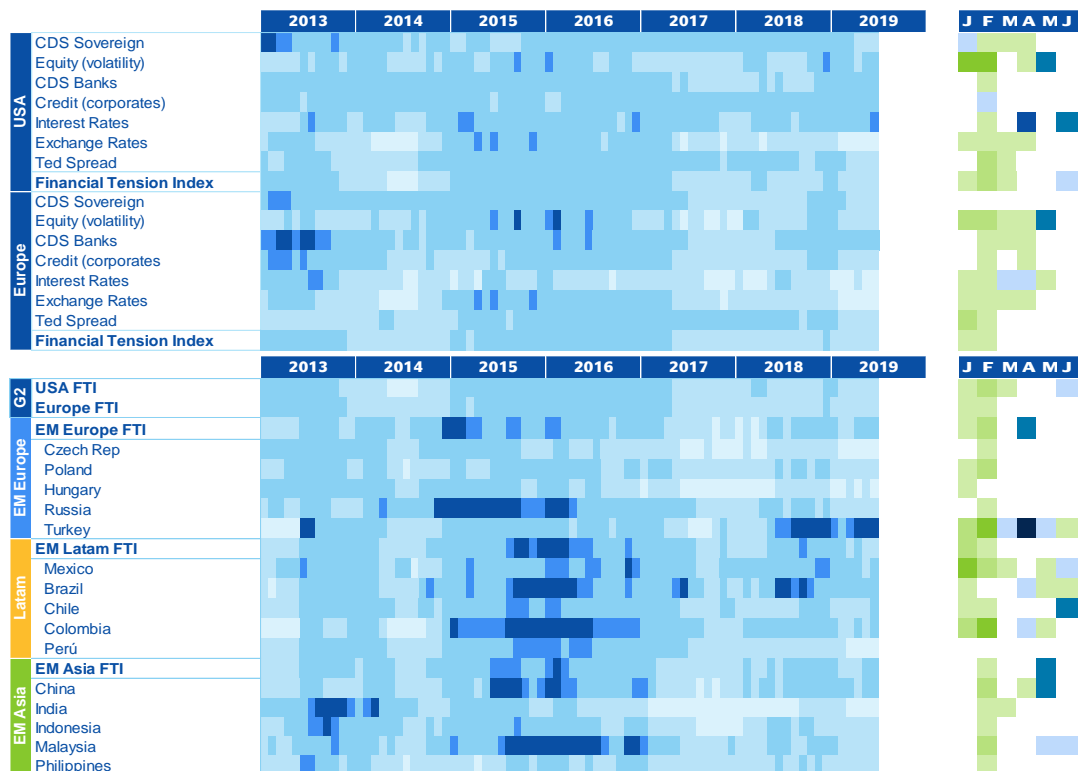 2013 2014 2015 2016 2017 2018 2019 J F M A M J
USA
CDS Sovereign
Equity (volatility)
CDS Banks
Credit (corporates)
Interest Rates
Exchange Rates
Ted Spread
Financial Tension Index
Europe
CDS Sovereign
Equity (volatility)
CDS Banks
Credit (corporates
Interest Rates
Exchange Rates
Ted Spread
Financial Tension Index
2013 2014 2015 2016 2017 2018 2019 J F M A M J
G2
USA FTI
Europe FTI
EM Europe
EM Europe FTI
Czech Rep
Poland
Hungary
Russia
Turkey
Latam
EM Latam FTI
Mexico
Brazil
Chile
Colombia
Perú
EM Asia
EM Asia FTI
China
India
Indonesia
Malaysia
Philippines